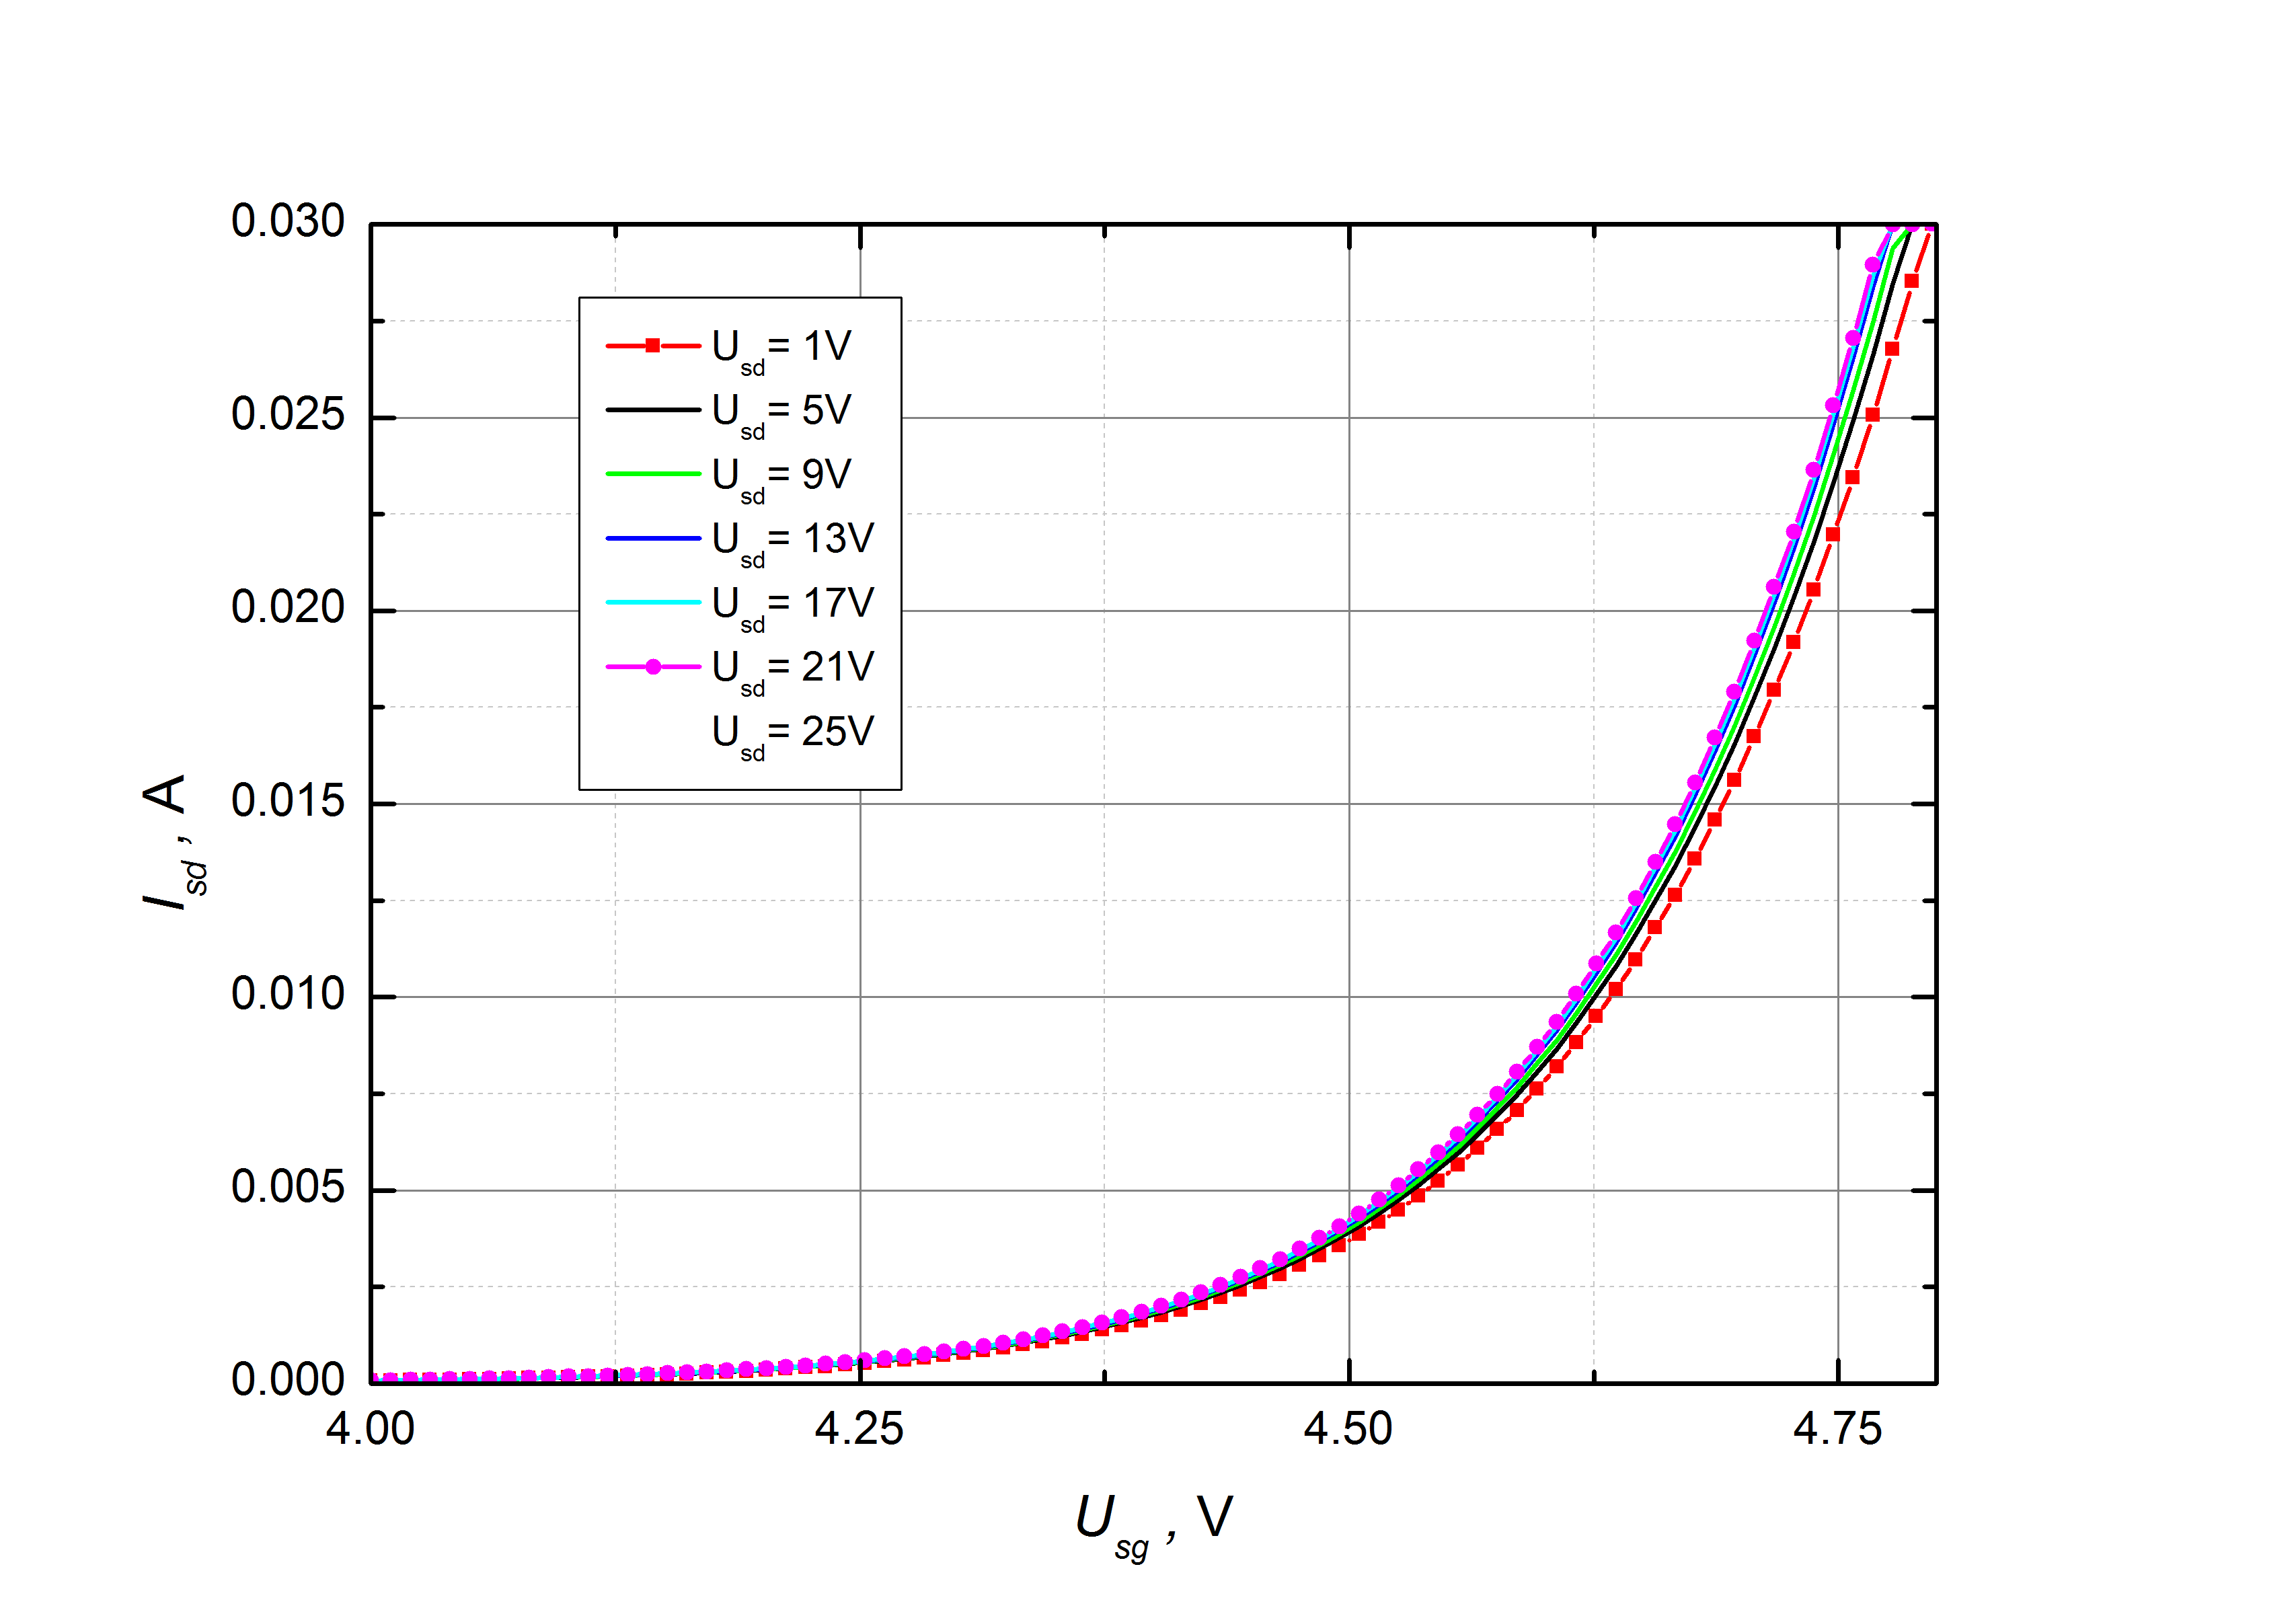 0.030
0.025
0.020
0.015
0.010
0.005
0.000
I_sd, A
U_sd= 1V
U_sd= 5V
U_sd= 9V
U_sd= 13V
U_sd= 17V
U_sd= 21V
U_sd= 25V
4.00 4.25 4.50 4.75
U_sg, V